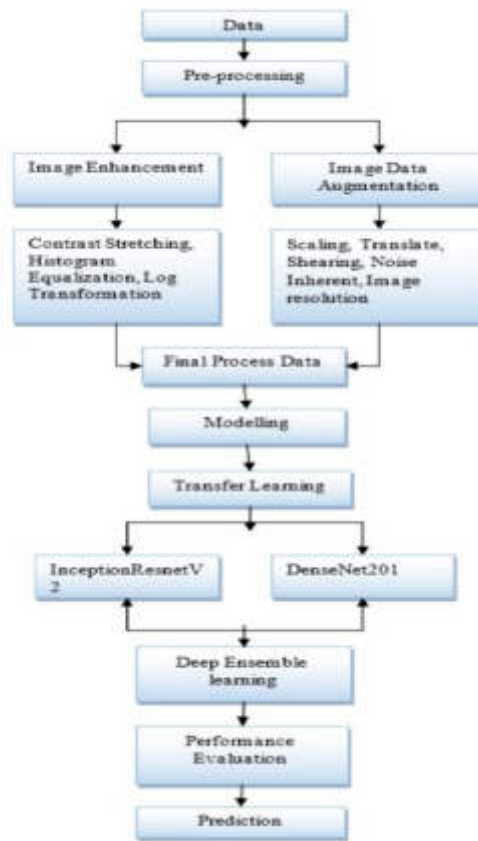 Data
Pre-processing
Image Enhancement
Image Data
Augmentation
Contrast Stretching,
Histogram
Equalization, Log
Transformation
Scaling, Translate,
Shearing, Noise
Inherent, Image
resolution
Final Process Data
Modelling
Transfer Learning
InceptionResnetV
2
DenseNet201
Deep Ensemble
learning
Performance
Evaluation
Prediction